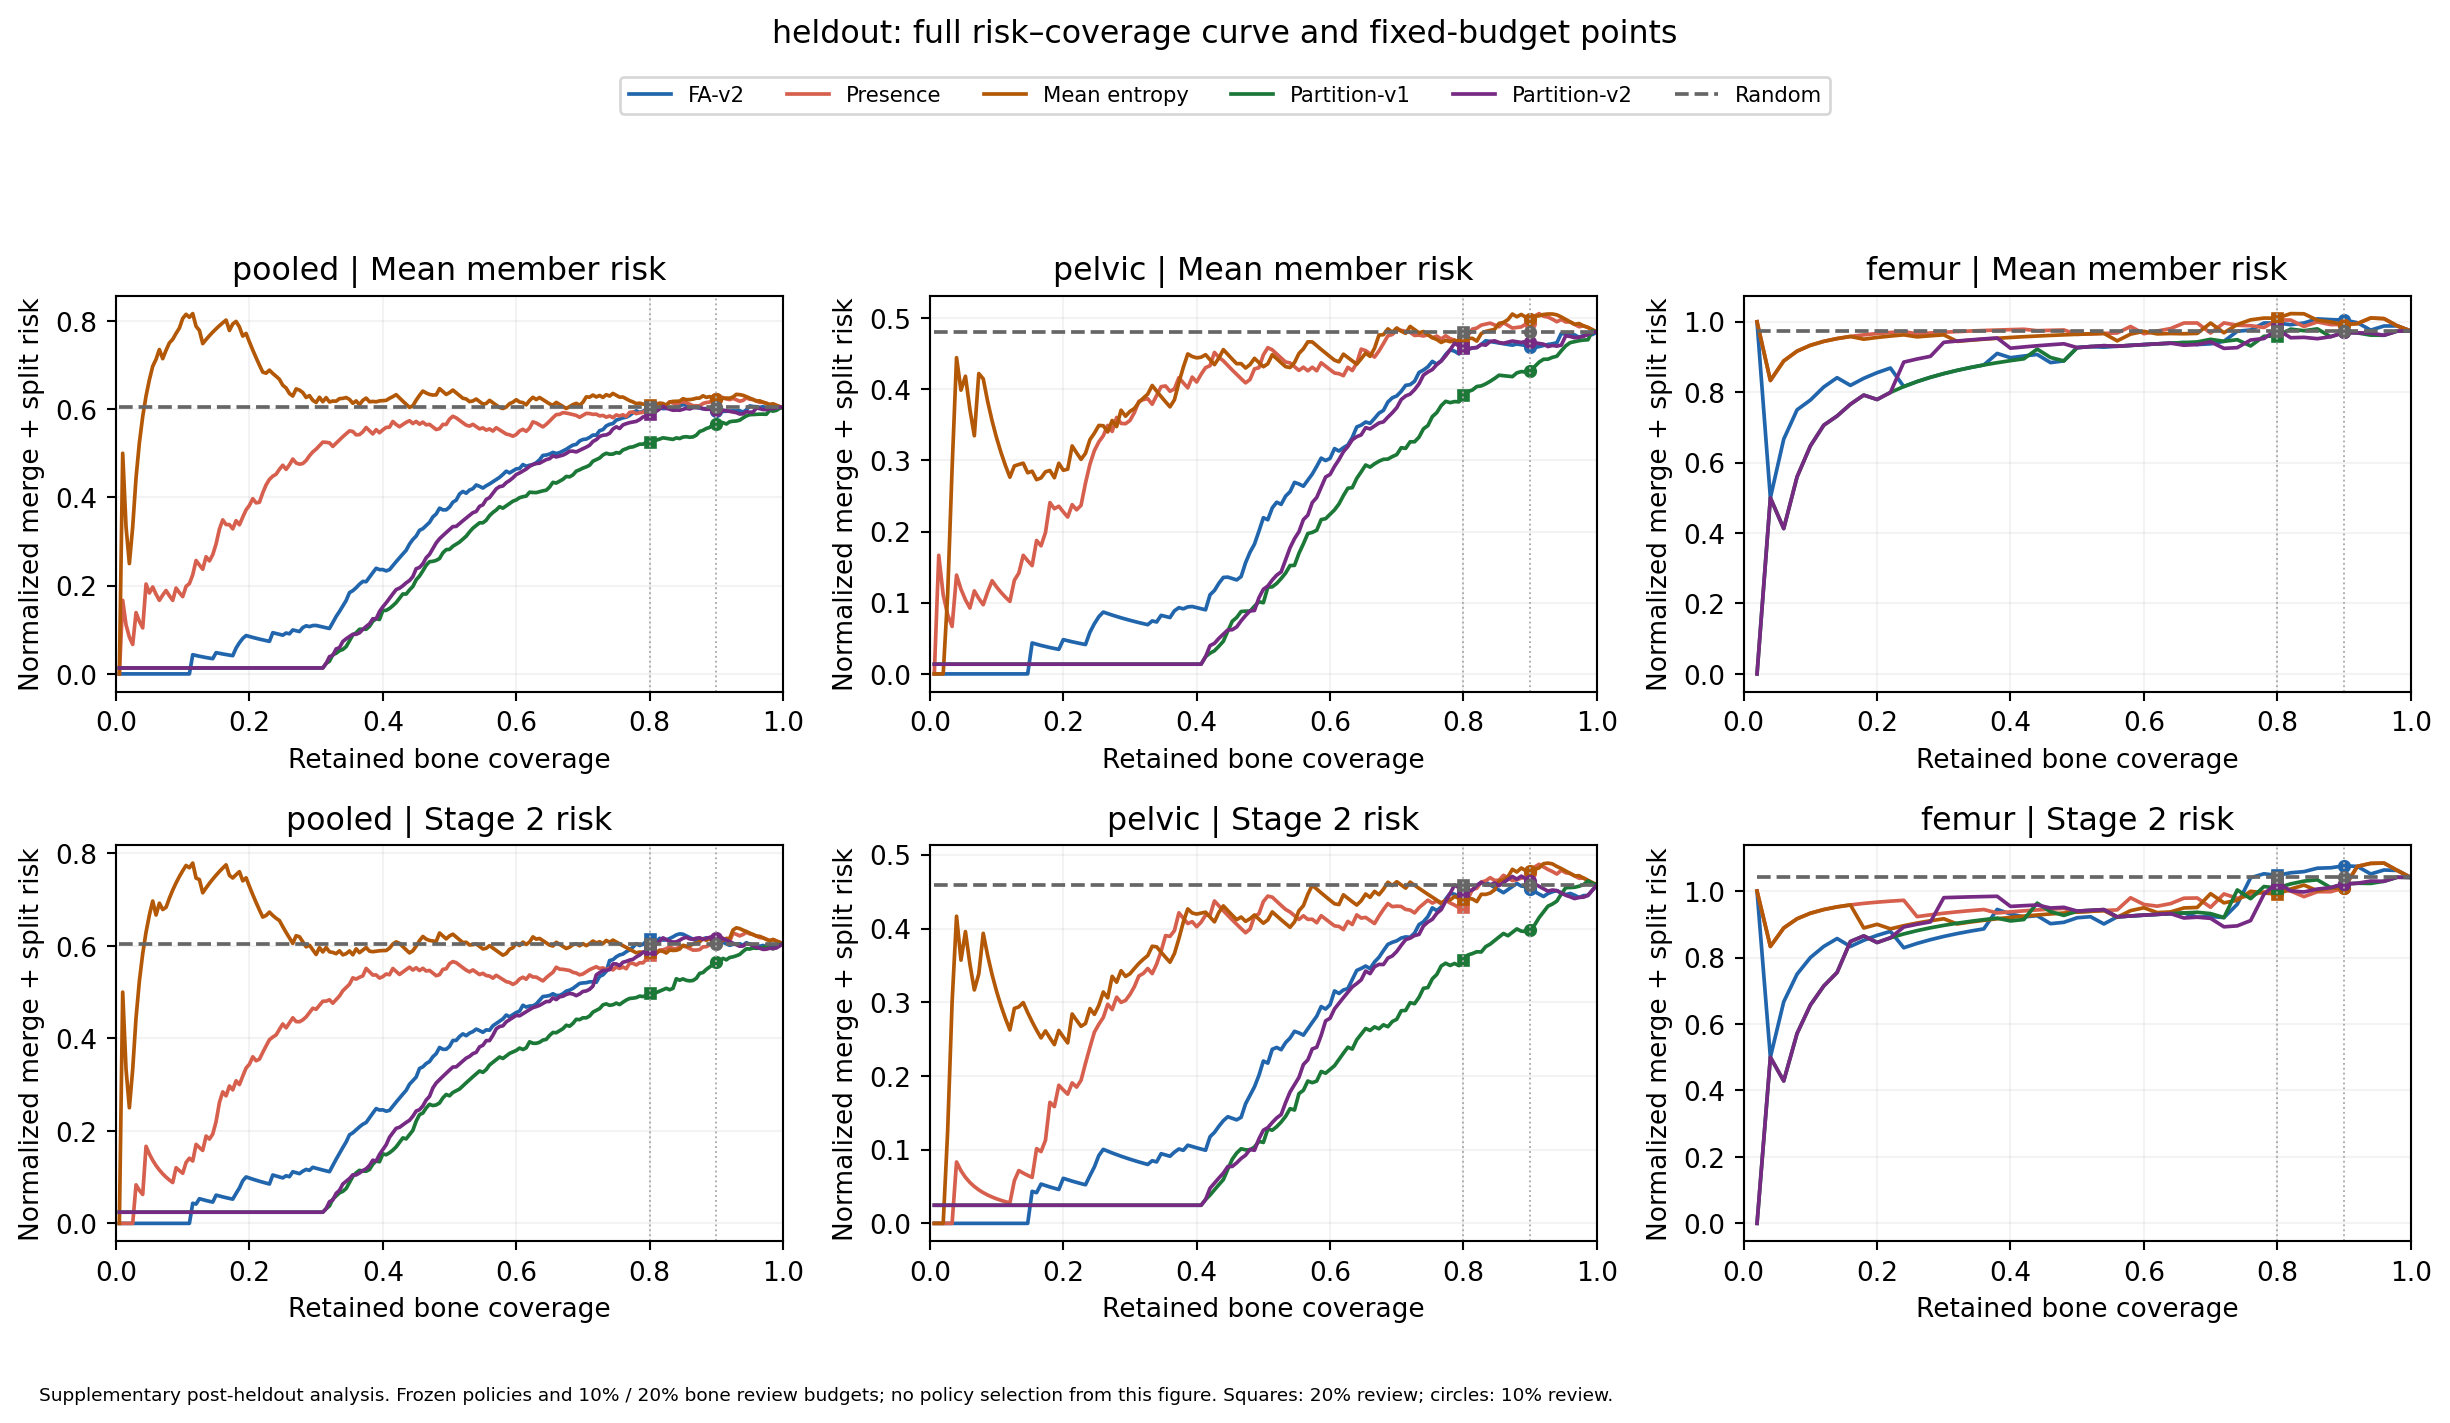 heldout: full risk–coverage curve and fixed-budget points
FA-v2 Presence Mean entropy Partition-v1 Partition-v2 Random
pooled | Mean member risk
Normalized merge + split risk
0.8
0.6
0.4
0.2
0.0
0.0 0.2 0.4 0.6 0.8 1.0
Retained bone coverage
pelvic | Mean member risk
Normalized merge + split risk
0.5
0.4
0.3
0.2
0.1
0.0
0.0 0.2 0.4 0.6 0.8 1.0
Retained bone coverage
femur | Mean member risk
Normalized merge + split risk
1.0
0.8
0.6
0.4
0.2
0.0
0.0 0.2 0.4 0.6 0.8 1.0
Retained bone coverage
pooled | Stage 2 risk
Normalized merge + split risk
0.8
0.6
0.4
0.2
0.0
0.0 0.2 0.4 0.6 0.8 1.0
Retained bone coverage
pelvic | Stage 2 risk
Normalized merge + split risk
0.5
0.4
0.3
0.2
0.1
0.0
0.0 0.2 0.4 0.6 0.8 1.0
Retained bone coverage
femur | Stage 2 risk
Normalized merge + split risk
1.0
0.8
0.6
0.4
0.2
0.0
0.0 0.2 0.4 0.6 0.8 1.0
Retained bone coverage
Supplementary post-heldout analysis. Frozen policies and 10% / 20% bone review budgets; no policy selection from this figure. Squares: 20% review; circles: 10% review.